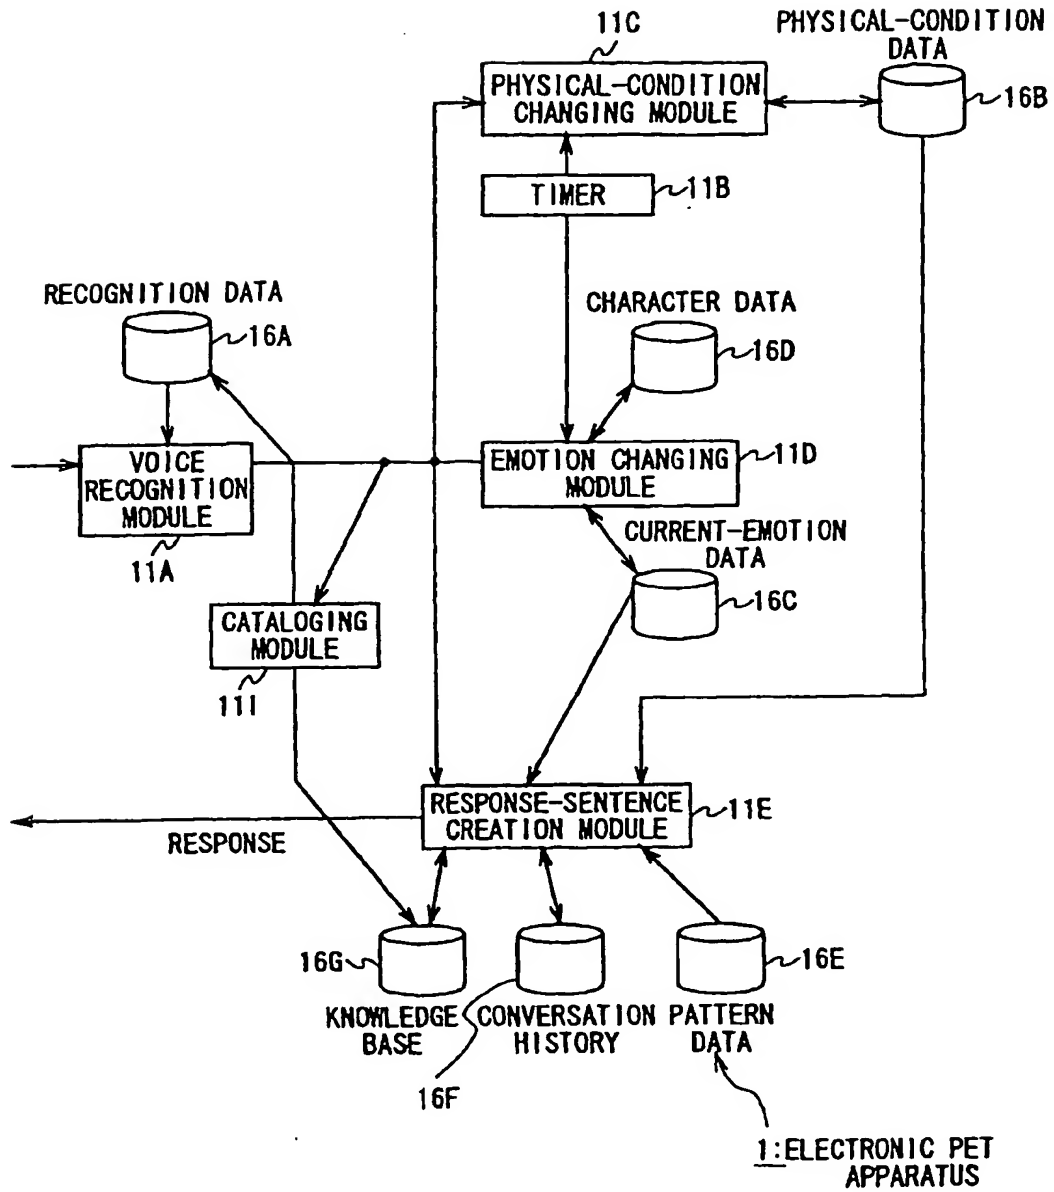 11C
PHYSICAL-CONDITION
DATA
PHYSICAL-CONDITION
CHANGING MODULE
16B
TIMER
11B
RECOGNITION DATA
16A
CHARACTER DATA
16D
VOICE
RECOGNITION
MODULE
11A
EMOTION CHANGING
MODULE
11D
CURRENT-EMOTION
DATA
16C
CATALOGING
MODULE
11I
RESPONSE-SENTENCE
CREATION MODULE
11E
RESPONSE
16G
16E
KNOWLEDGE
BASE
CONVERSATION
HISTORY
PATTERN
DATA
16F
1:ELECTRONIC PET
APPARATUS